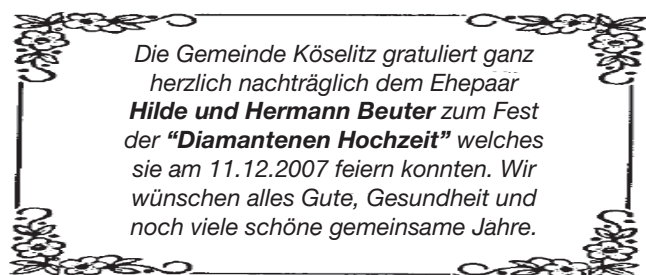 Die Gemeinde Köselitz gratuliert ganz
herzlich nachträglich dem Ehepaar
Hilde und Hermann Beuter zum Fest
der “Diamantenen Hochzeit” welches
sie am 11.12.2007 feiern konnten. Wir
wünschen alles Gute, Gesundheit und
noch viele schöne gemeinsame Jahre.